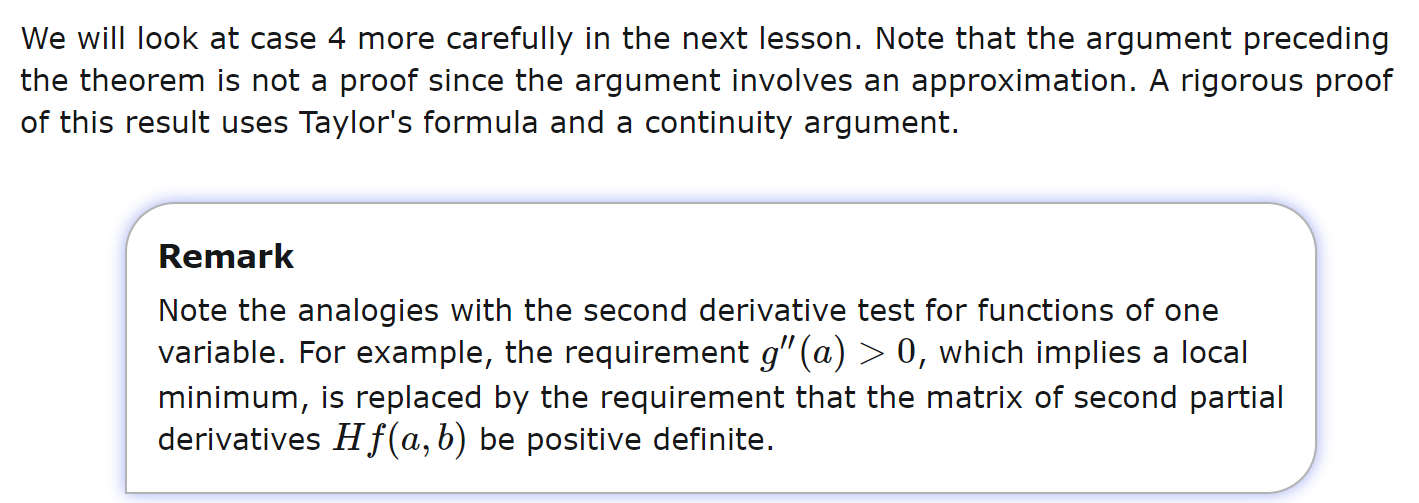 We will look at case 4 more carefully in the next lesson. Note that the argument preceding
the theorem is not a proof since the argument involves an approximation. A rigorous proof
of this result uses Taylor's formula and a continuity argument.
Remark
Note the analogies with the second derivative test for functions of one
variable. For example, the requirement g″(a) > 0, which implies a local
minimum, is replaced by the requirement that the matrix of second partial
derivatives Hf(a, b) be positive definite.